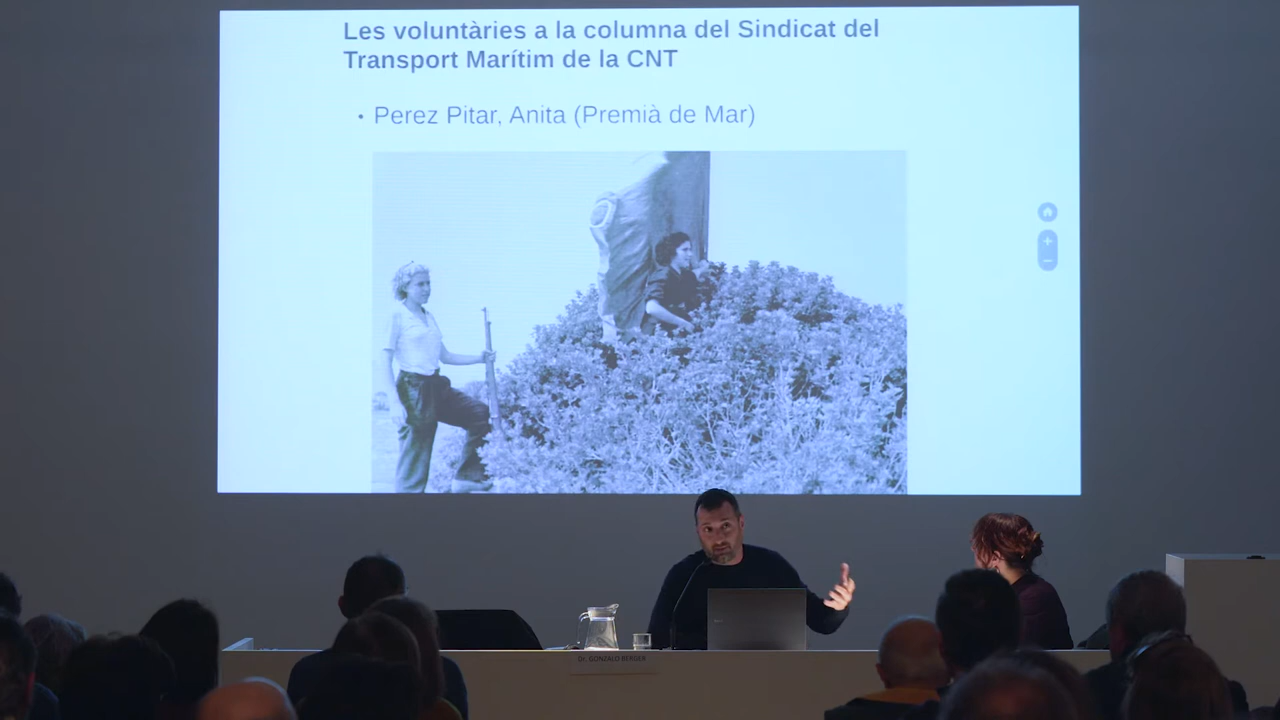 Les voluntàries a la columna del Sindicat del
Transport Marítim de la CNT
• Perez Pitar, Anita (Premià de Mar)
Dr. GONZALO BERGER